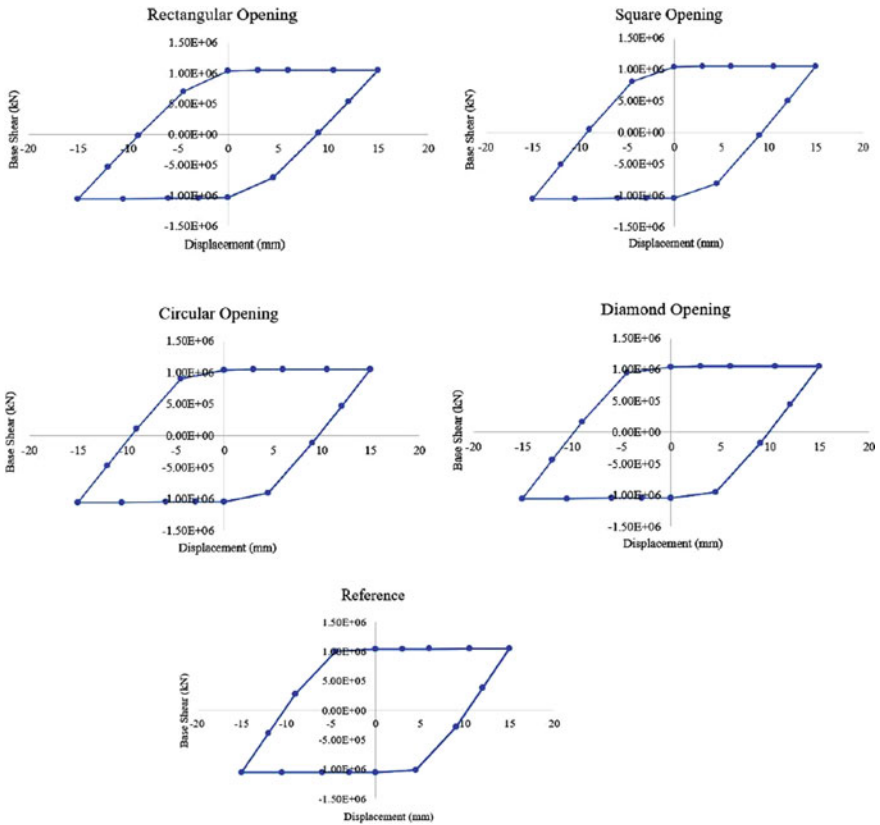 Rectangular Opening
1.50E+06
1.00E+06
5.00E+05
0.00E+00
-20 -15 -10 -5 0 5 10 15 20
-5.00E+05
-1.00E+06
-1.50E+06
Base Shear (kN)
Displacement (mm)
Square Opening
1.50E+06
1.00E+06
5.00E+05
0.00E+00
-20 -15 -10 -5 0 5 10 15 20
-5.00E+05
-1.00E+06
-1.50E+06
Base Shear (kN)
Displacement (mm)
Circular Opening
1.50E+06
1.00E+06
5.00E+05
0.00E+00
-20 -15 -10 -5 0 5 10 15 20
-5.00E+05
-1.00E+06
-1.50E+06
Base Shear (kN)
Displacement (mm)
Diamond Opening
1.50E+06
1.00E+06
5.00E+05
0.00E+00
-20 -15 -10 -5 0 5 10 15 20
-5.00E+05
-1.00E+06
-1.50E+06
Base Shear (kN)
Displacement (mm)
Reference
1.50E+06
1.00E+06
5.00E+05
0.00E+00
-20 -15 -10 -5 0 5 10 15 20
-5.00E+05
-1.00E+06
-1.50E+06
Base Shear (kN)
Displacement (mm)